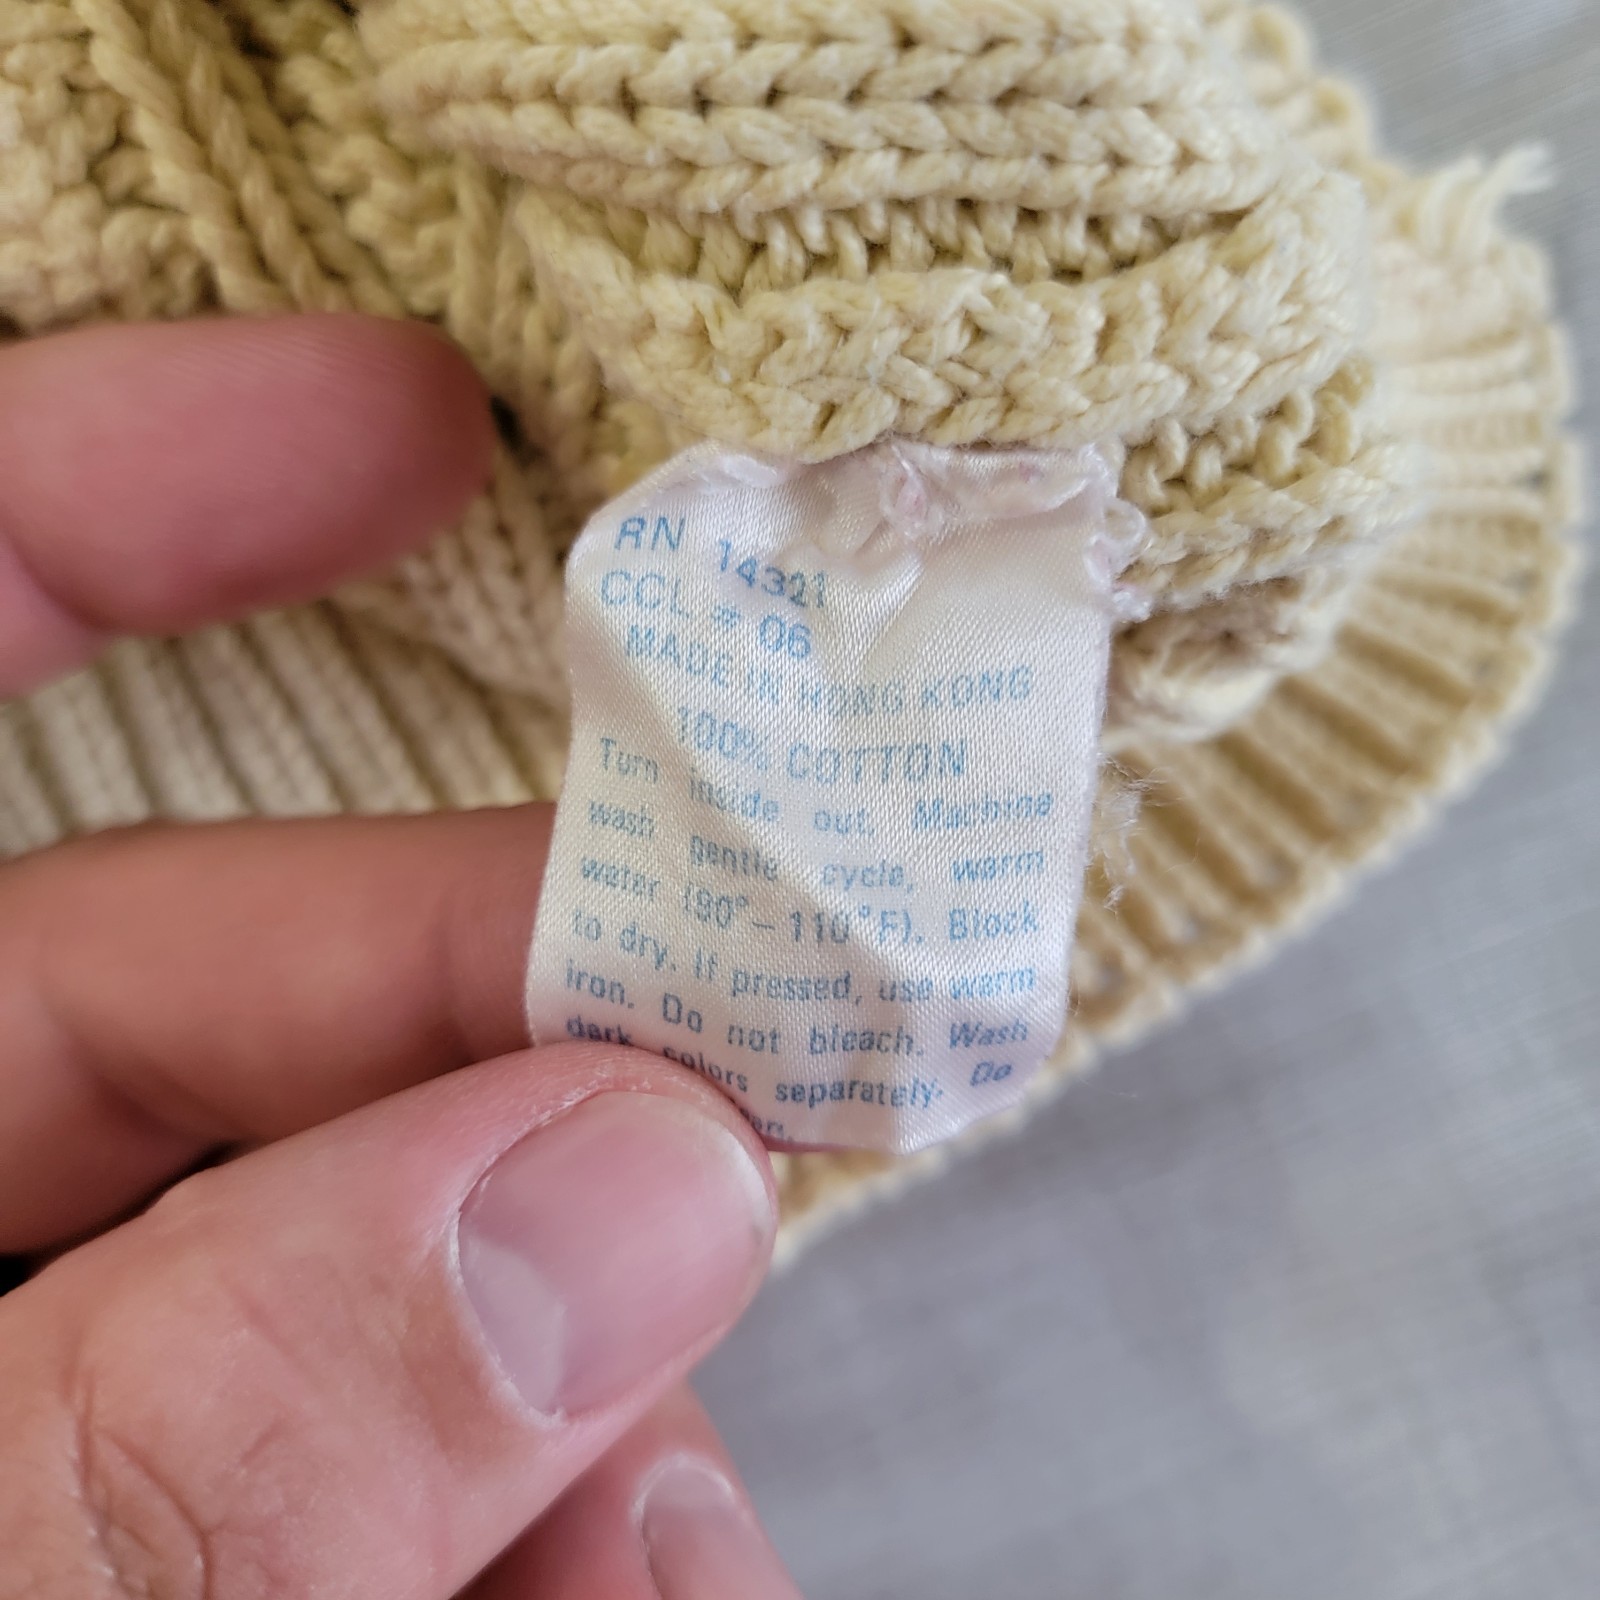 RN 14321
CCL # 06
MADE IN HONG KONG
100% COTTON
Turn inside out. Machine
wash gentle cycle, warm
water (90°–110°F). Block
to dry. If pressed, use warm
iron. Do not bleach. Wash
dark colors separately. Do